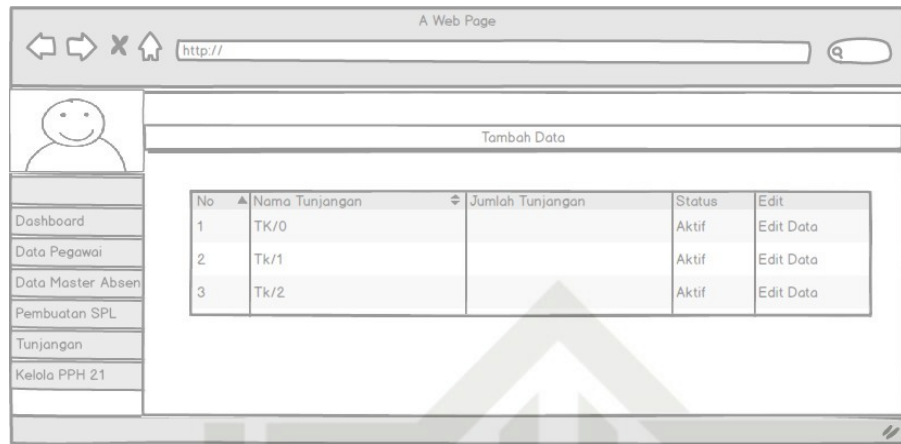 A Web Page
http://
Tambah Data
Dashboard
Data Pegawai
Data Master Absen
Pembuatan SPL
Tunjangan
Kelola PPH 21
No Nama Tunjangan Jumlah Tunjangan Status Edit
1 TK/0 Aktif Edit Data
2 Tk/1 Aktif Edit Data
3 Tk/2 Aktif Edit Data